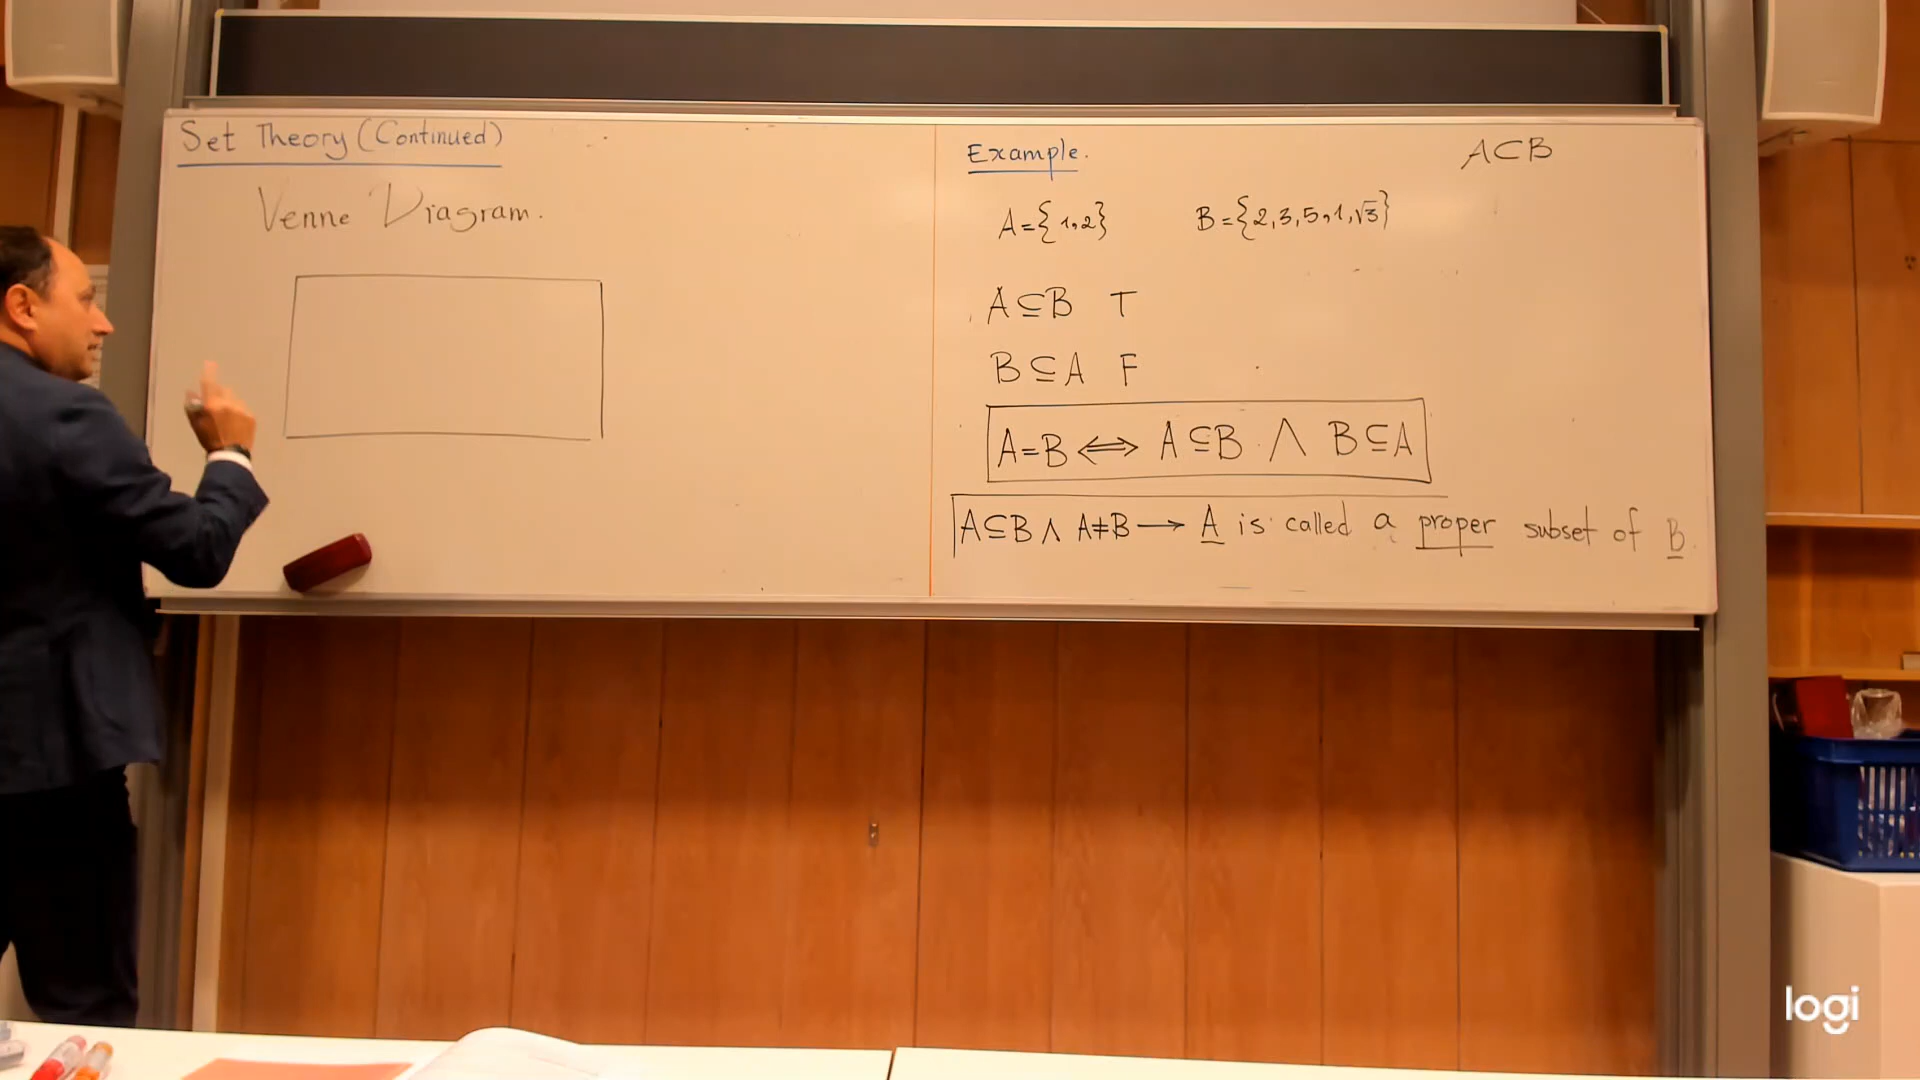 Set Theory (Continued)
Venne Diagram.
Example.
A⊂B
A={1,2} B={2,3,5,1,√3}
A⊆B T
B⊆A F
A=B ⟺ A⊆B ∧ B⊆A
A⊆B ∧ A≠B → A is called a proper subset of B
logi